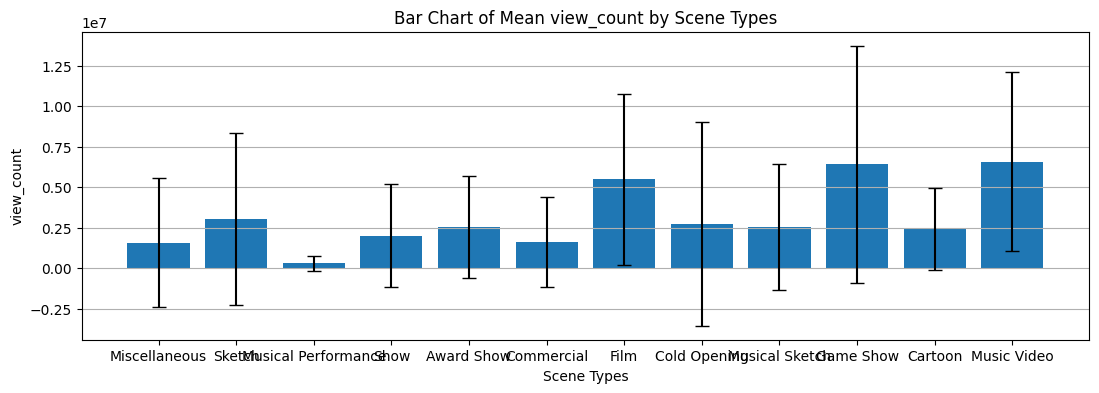 Bar Chart of Mean view_count by Scene Types
1e7
1.25
1.00
0.75
0.50
0.25
0.00
−0.25
view_count
Miscellaneous Sketch Musical Performance Show Award Show Commercial Film Cold Opening Musical Sketch Game Show Cartoon Music Video
Scene Types